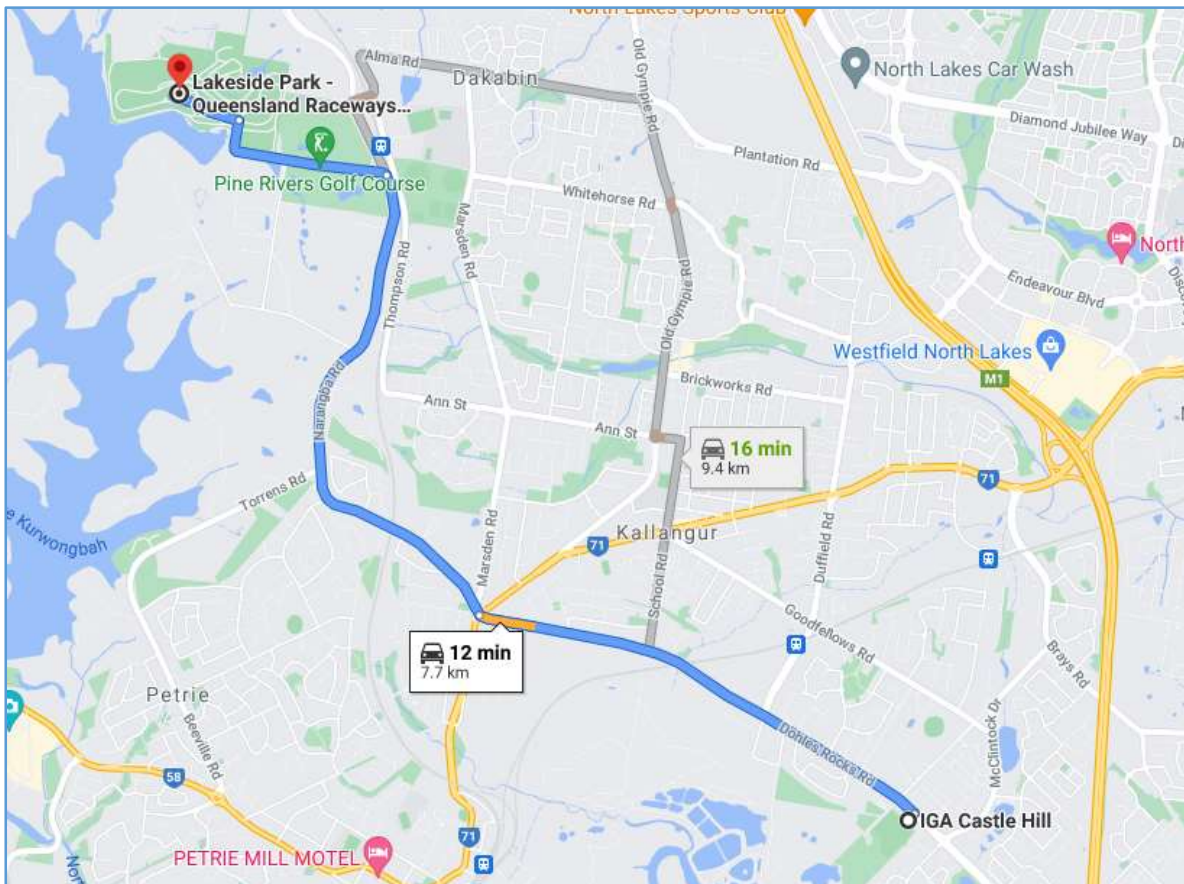 North Lakes Sports Club
Alma Rd
Dakabin
Old Gympie Rd
North Lakes Car Wash
Lakeside Park -
Queensland Raceways...
Diamond Jubilee Way
Plantation Rd
Pine Rivers Golf Course
Whitehorse Rd
Marsden Rd
North
Thompson Rd
Old Gympie Rd
Endeavour Blvd
Westfield North Lakes
M1
Narangba Rd
Brickworks Rd
Ann St
Ann St
16 min
9.4 km
71
Torrens Rd
Kurwongbah
Marsden Rd
71
Kallangur
Duffield Rd
School Rd
Goodfellows Rd
12 min
7.7 km
Brays Rd
Petrie
Beeville Rd
McClintock Dr
Dohles Rocks Rd
58
IGA Castle Hill
71
PETRIE MILL MOTEL